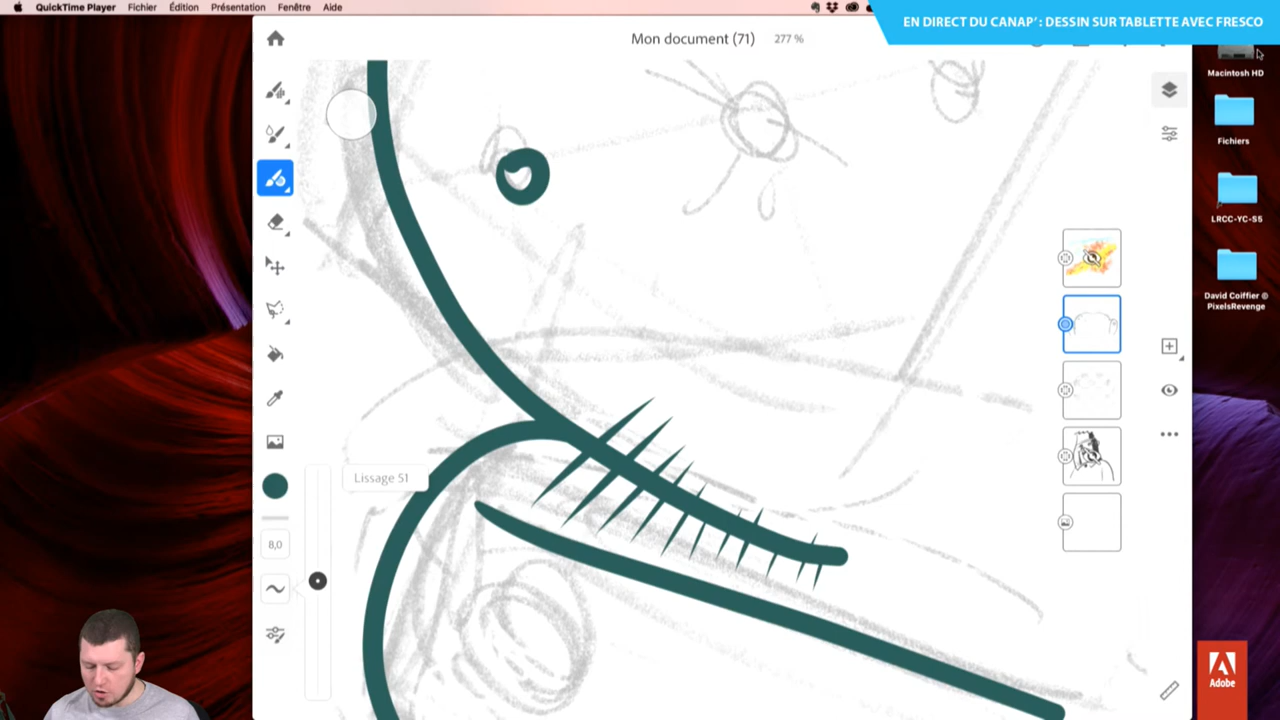 QuickTime Player Fichier Édition Présentation Fenêtre Aide
EN DIRECT DU CANAP' : DESSIN SUR TABLETTE AVEC FRESCO
Mon document (71) 277 %
Macintosh HD
Fichiers
LRCC-YC-S5
David Coiffier ©
PixelsRevenge
Lissage 51
8,0
Adobe